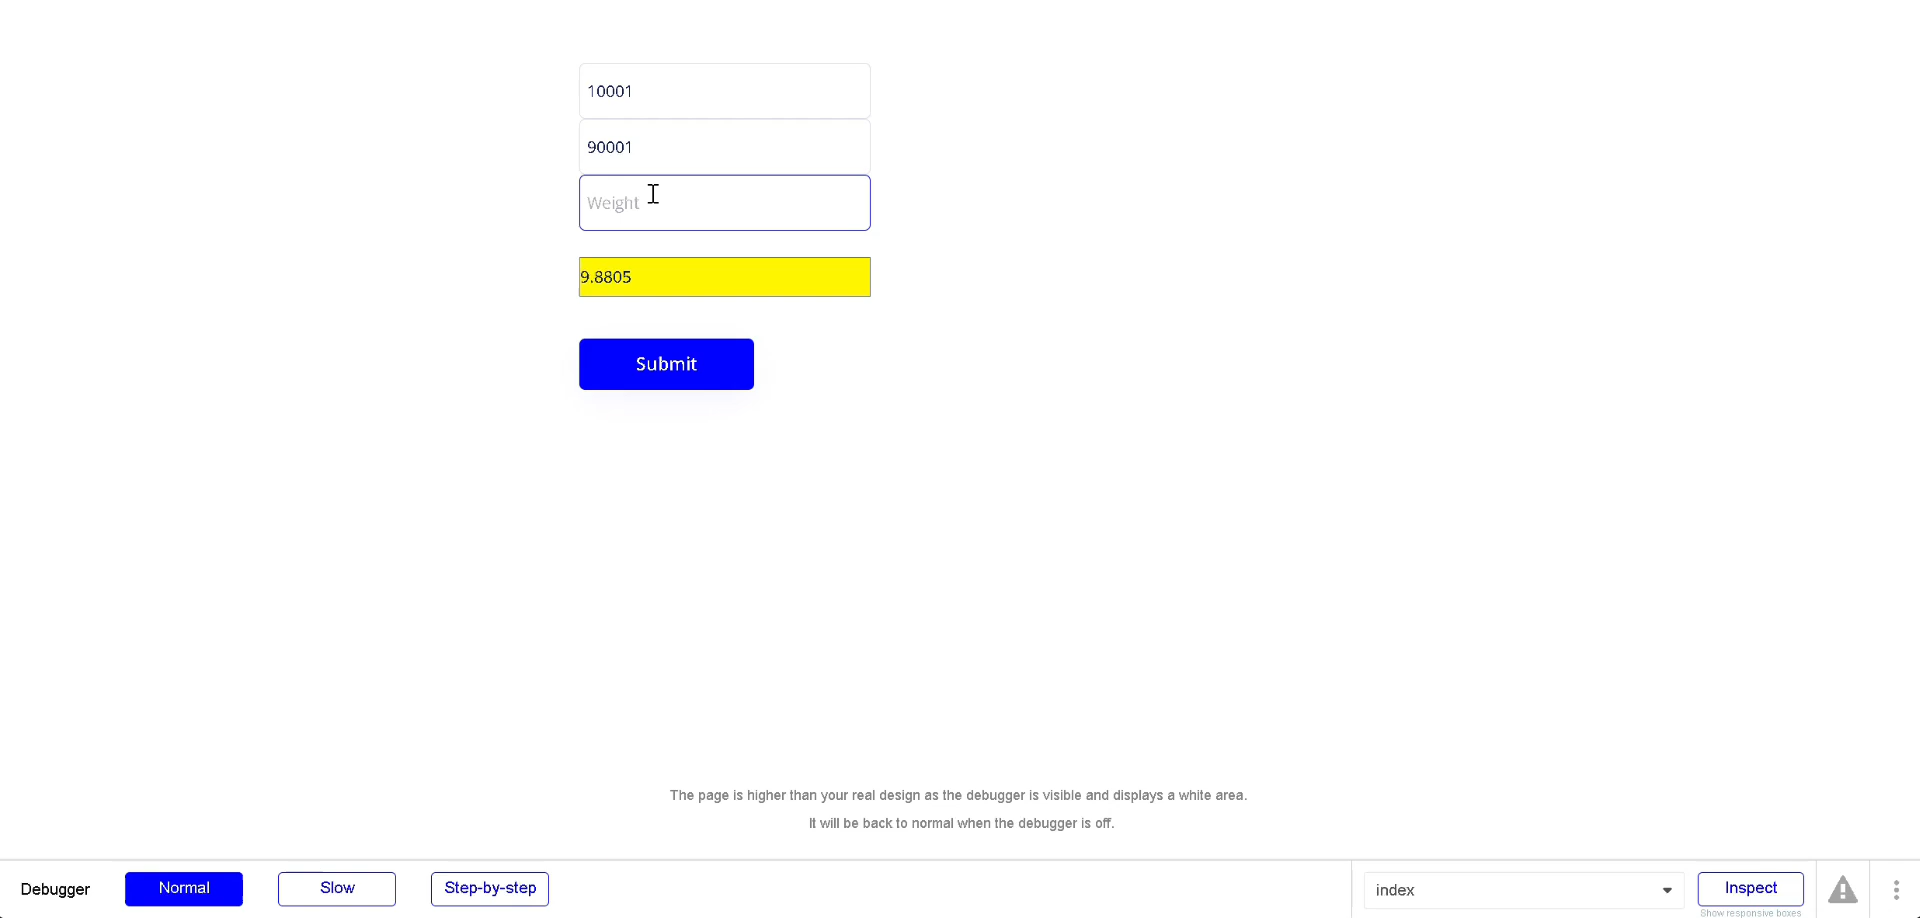 10001
90001
Weight
9.8805
Submit
The page is higher than your real design as the debugger is visible and displays a white area.
It will be back to normal when the debugger is off.
Debugger Normal Slow Step-by-step index Inspect
Show responsive boxes